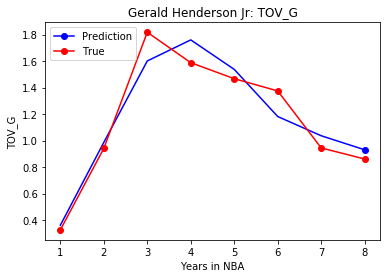 Gerald Henderson Jr: TOV_G
Prediction
True
1.8
1.6
1.4
1.2
1.0
0.8
0.6
0.4
TOV_G
1 2 3 4 5 6 7 8
Years in NBA